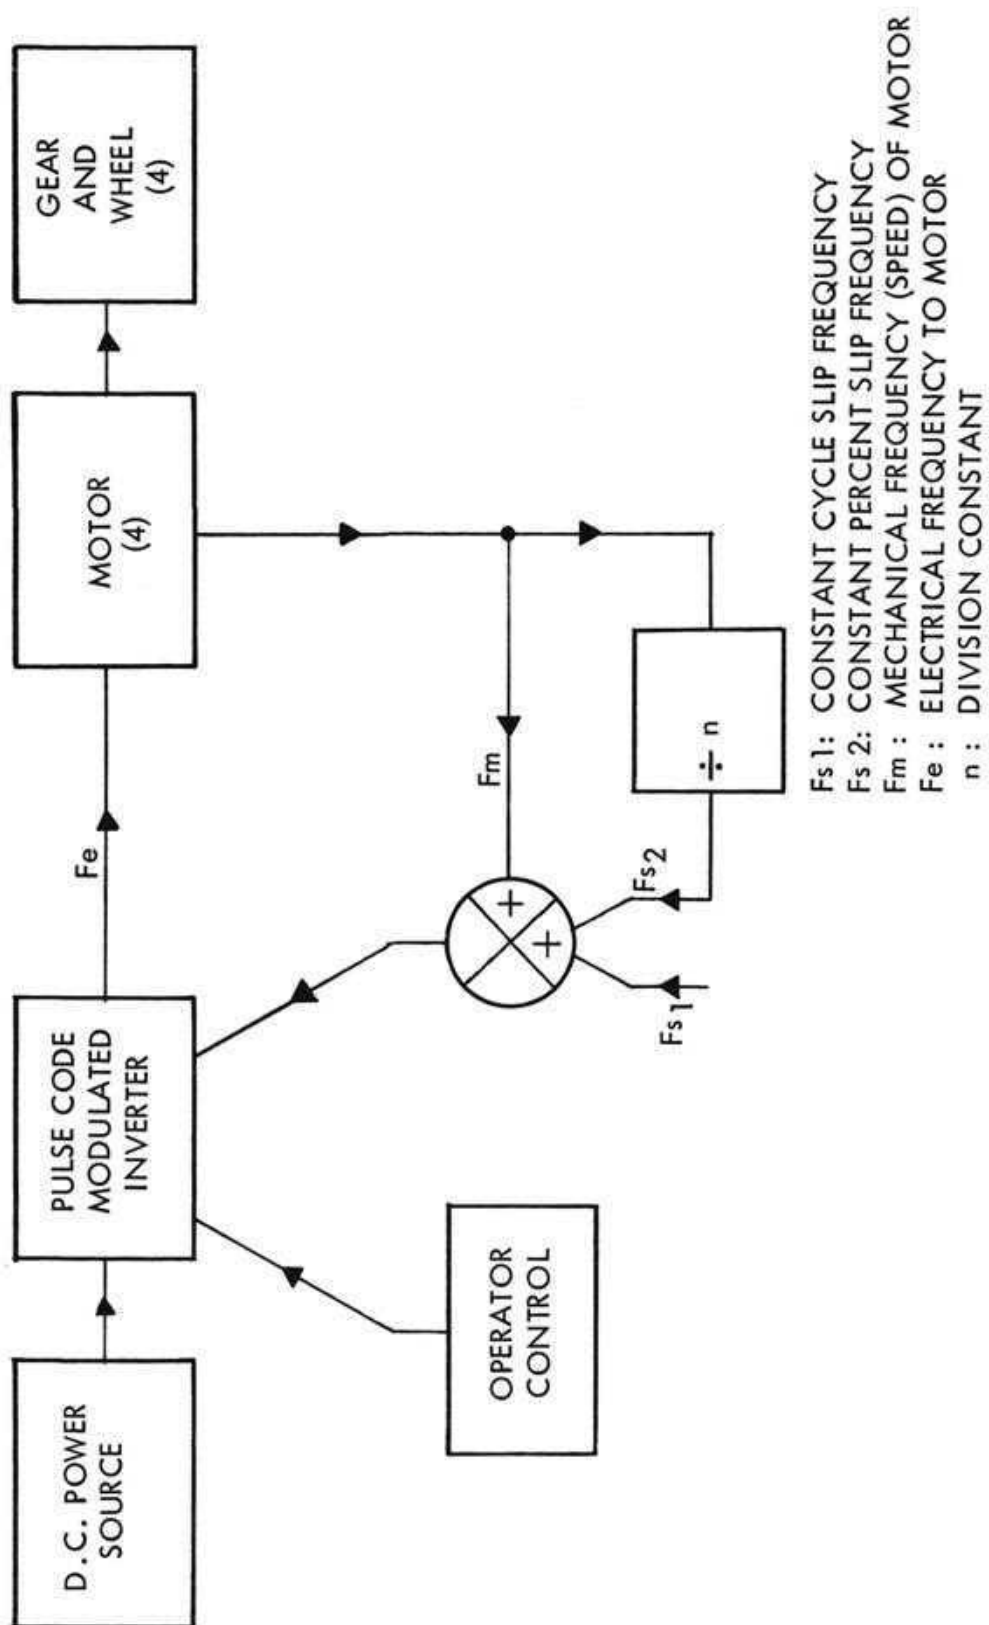 D.C. POWER
SOURCE
PULSE CODE
MODULATED
INVERTER
Fe
MOTOR
(4)
GEAR
AND
WHEEL
(4)
OPERATOR
CONTROL
Fm
+
+
Fs1
Fs2
÷ n
Fs 1: CONSTANT CYCLE SLIP FREQUENCY
Fs 2: CONSTANT PERCENT SLIP FREQUENCY
Fm : MECHANICAL FREQUENCY (SPEED) OF MOTOR
Fe : ELECTRICAL FREQUENCY TO MOTOR
n : DIVISION CONSTANT